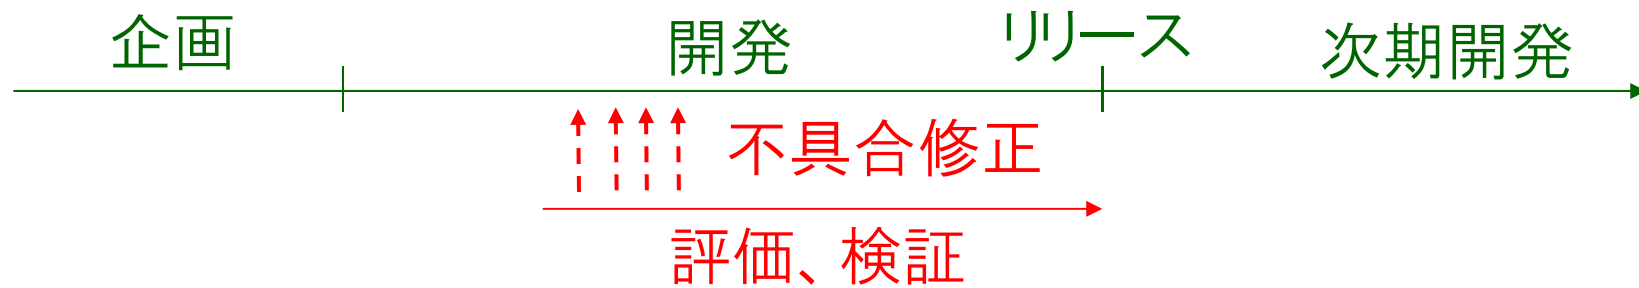 企画
開発
リリース
次期開発
不具合修正
評価、検証